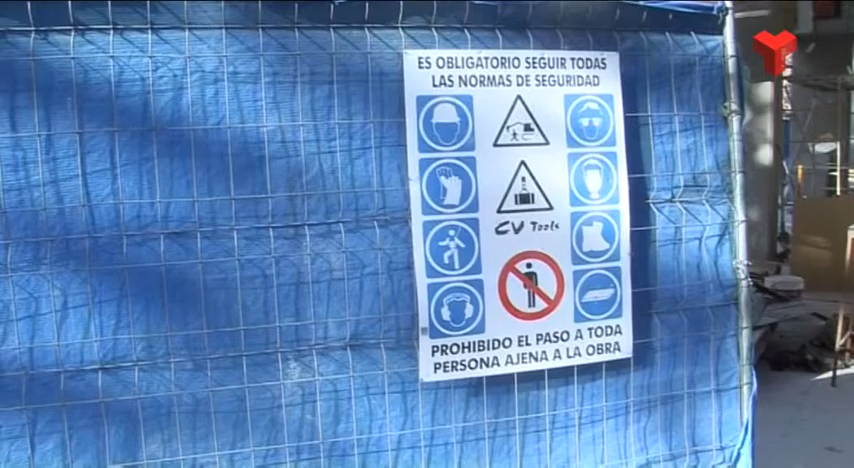 ES OBLIGATORIO SEGUIR TODAS
LAS NORMAS DE SEGURIDAD
CV Tools
PROHIBIDO EL PASO A TODA
PERSONA AJENA A LA OBRA